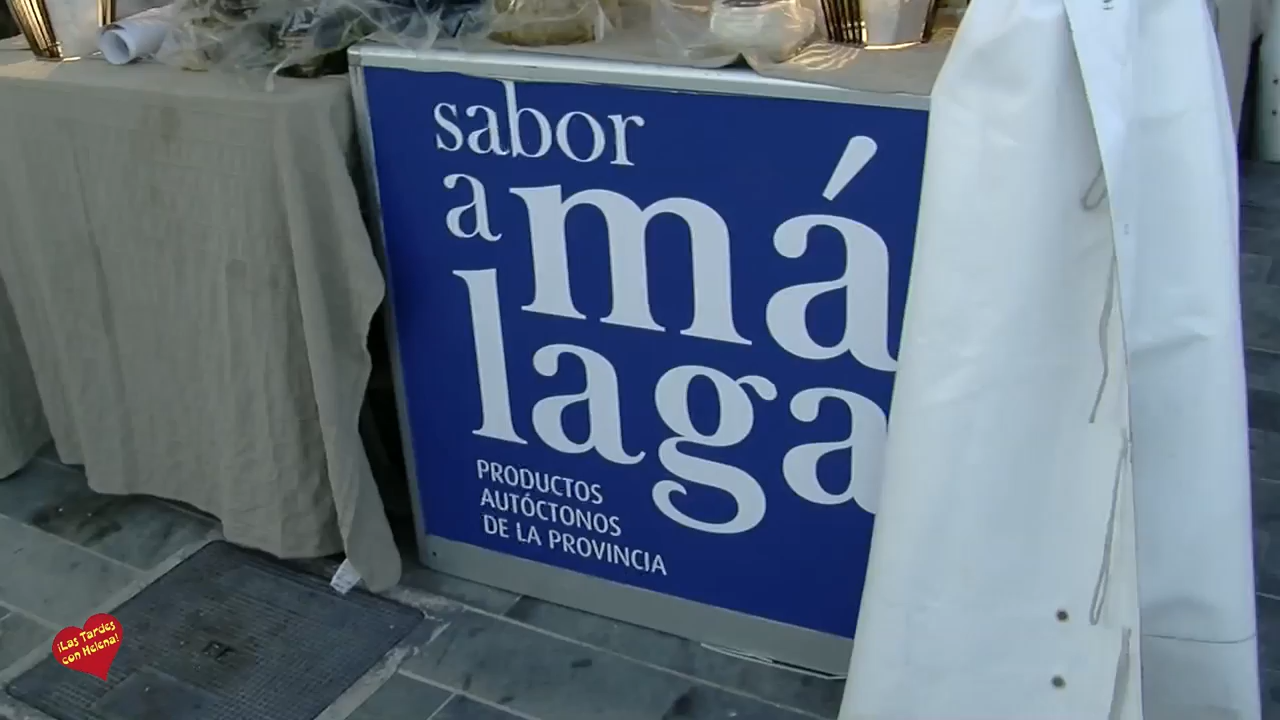 sabor
a má
laga
PRODUCTOS
AUTÓCTONOS
DE LA PROVINCIA
¡Las Tardes
con Helena!